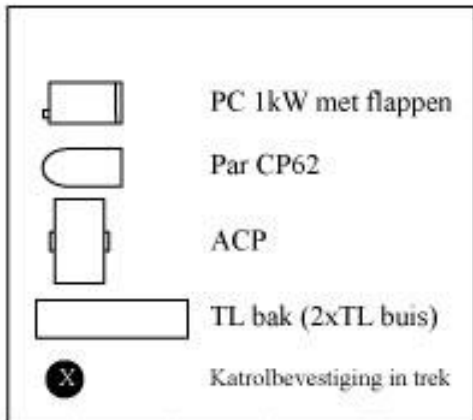 PC 1kW met flappen
Par CP62
ACP
TL bak (2xTL buis)
X Katrolbevestiging in trek